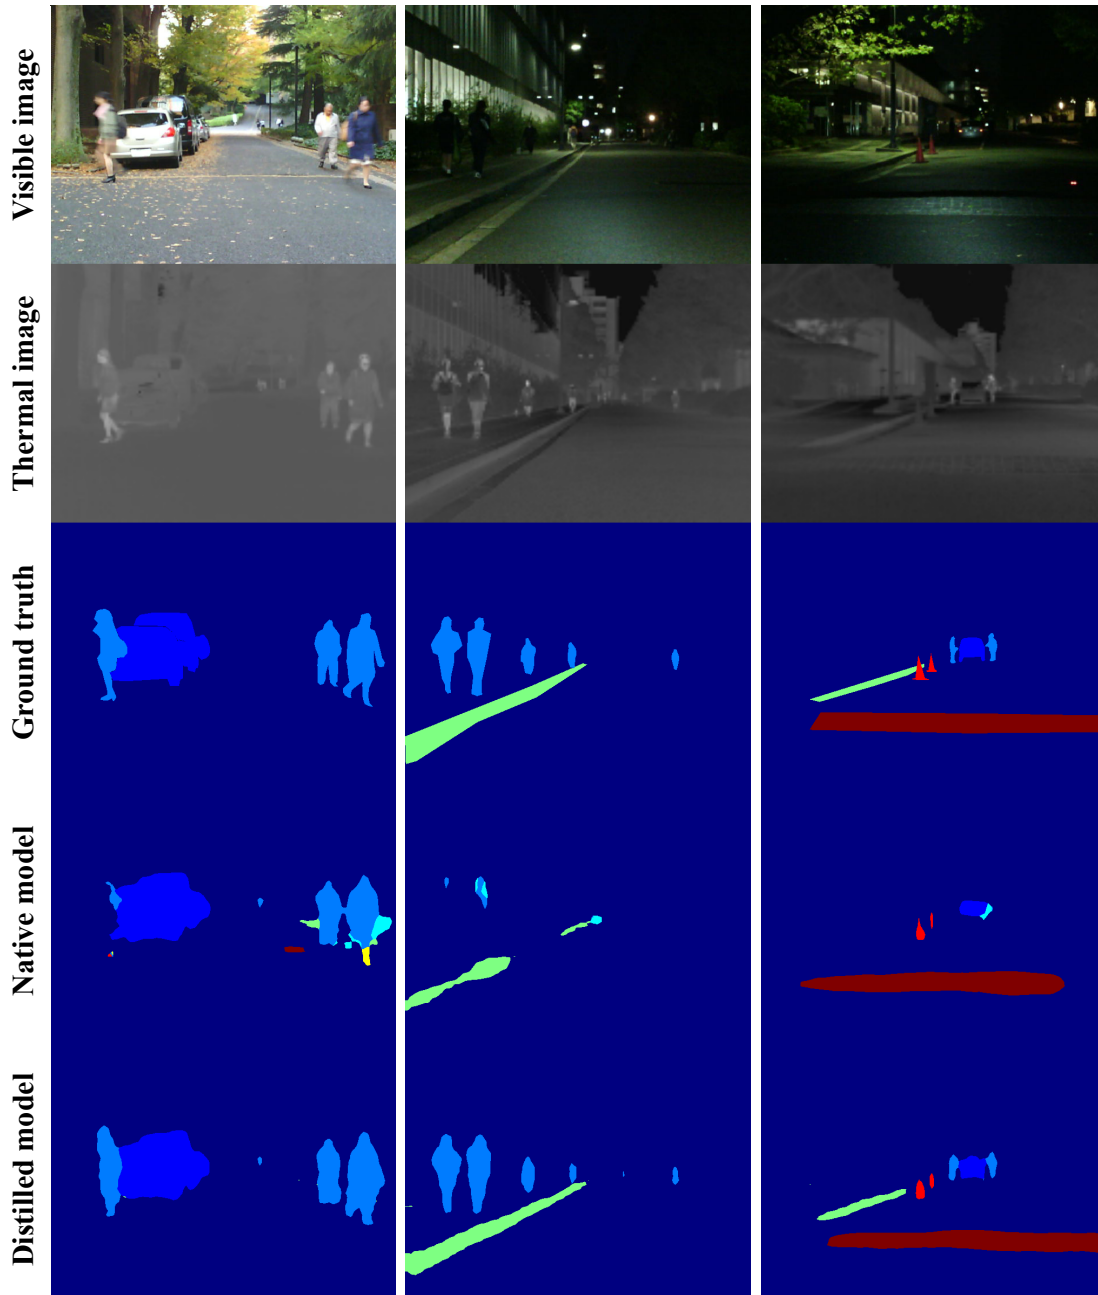 Visible image
Thermal image
Ground truth
Native model
Distilled model